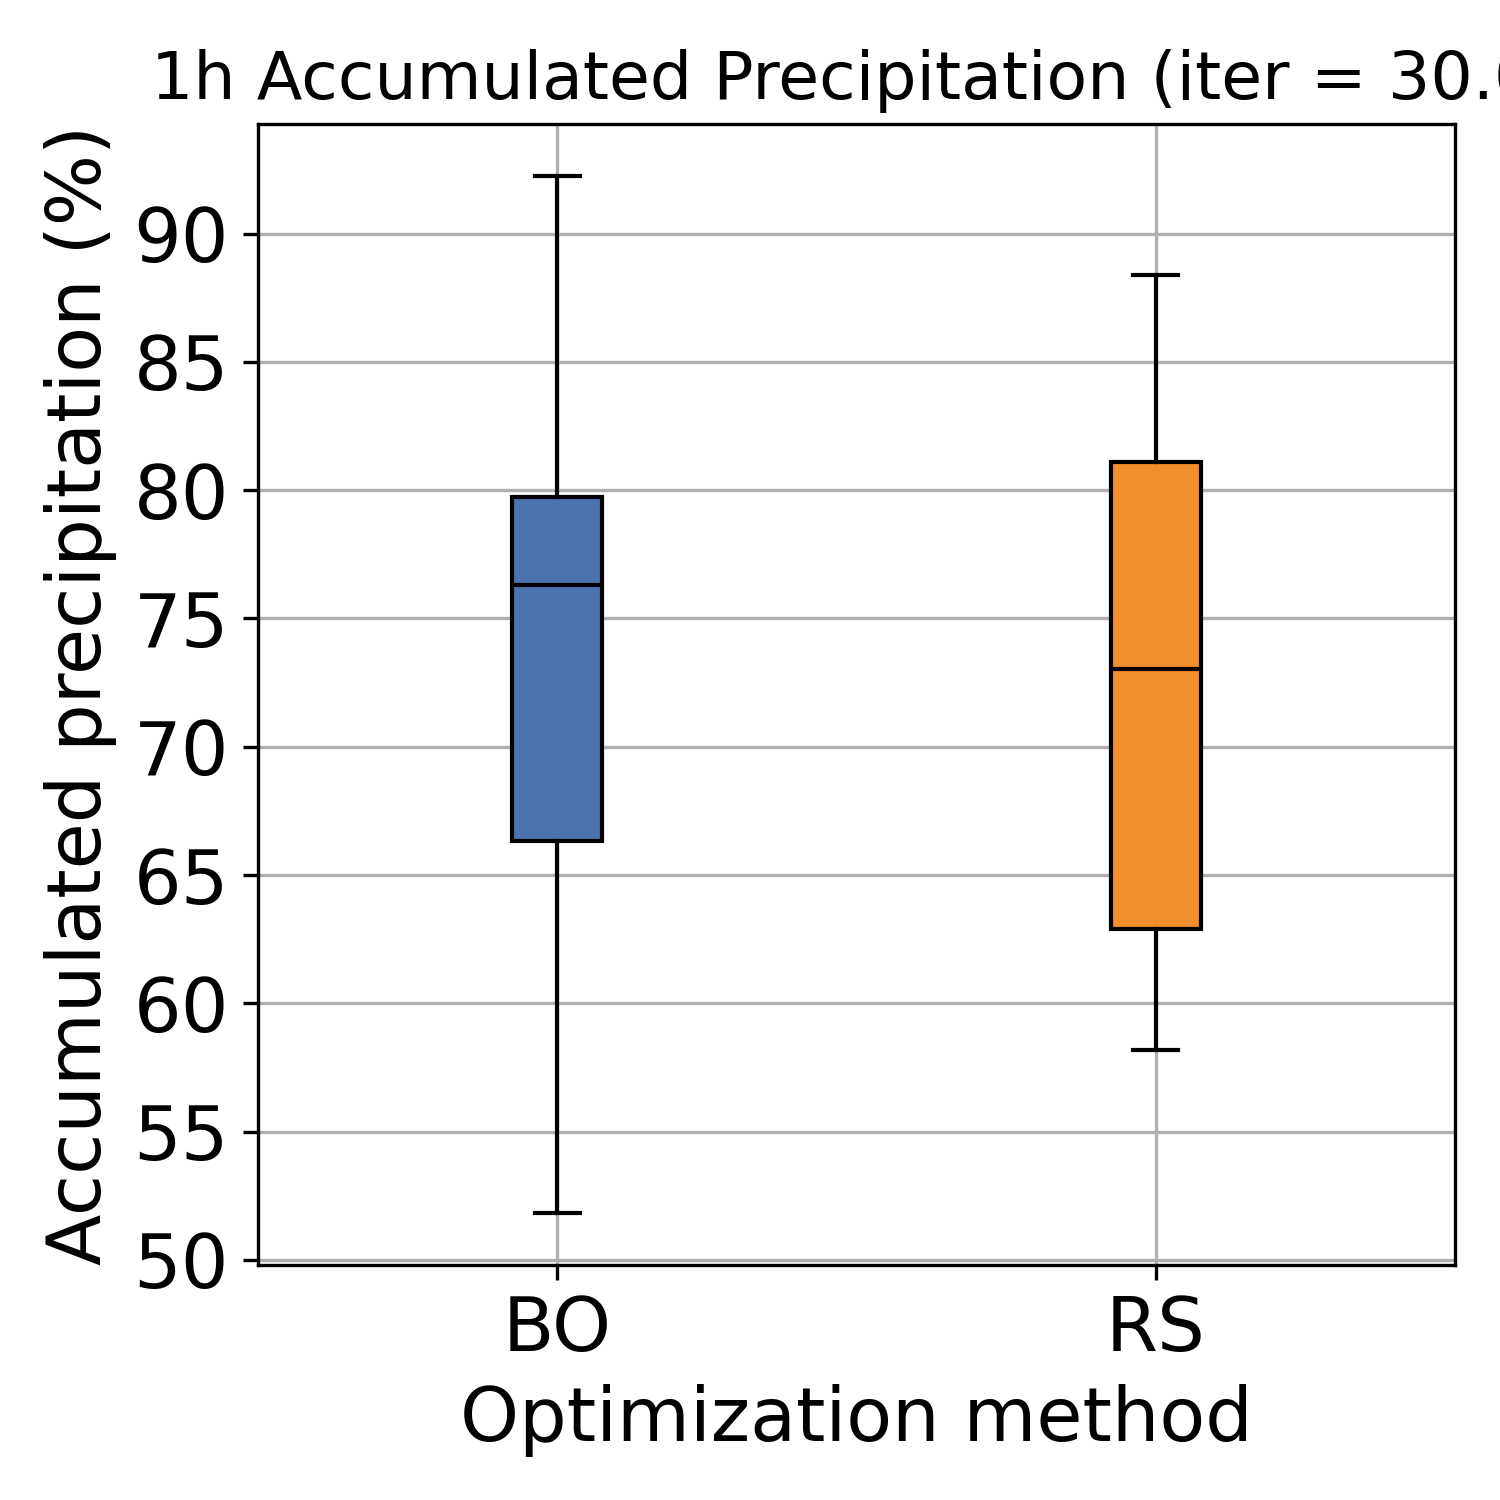 1h Accumulated Precipitation (iter = 30.
Accumulated precipitation (%)
90
85
80
75
70
65
60
55
50
BO RS
Optimization method